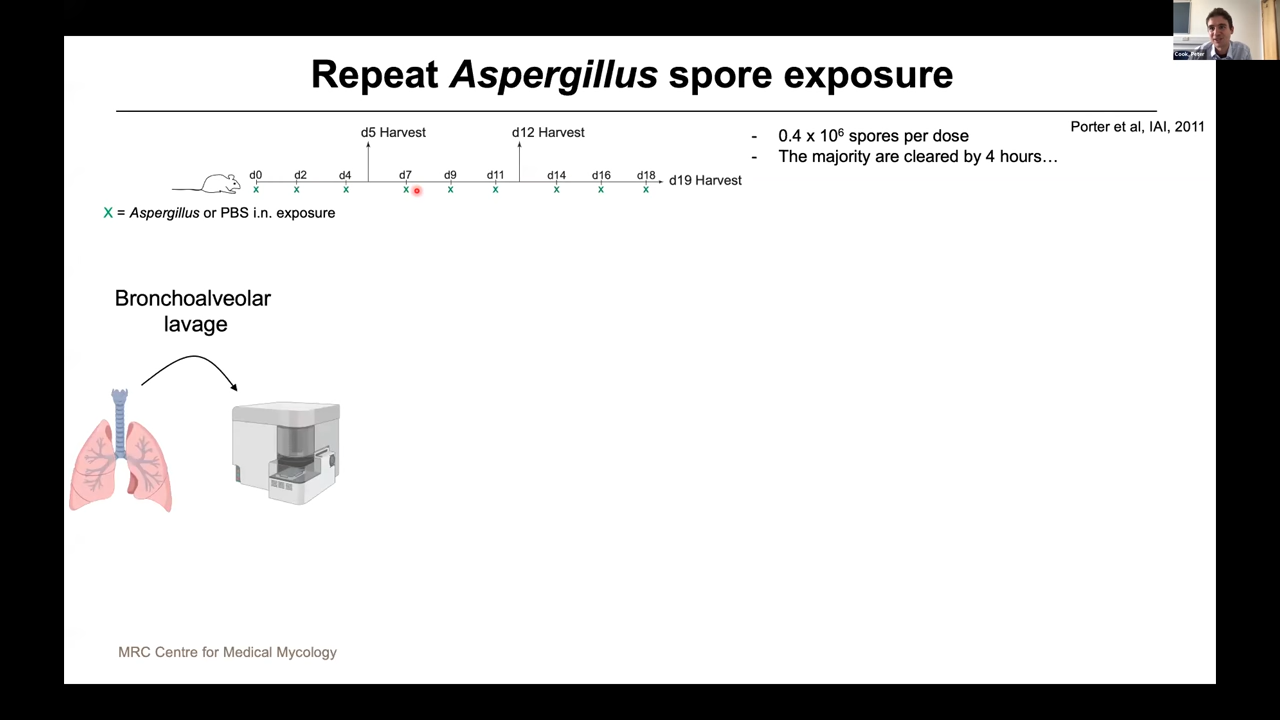 Repeat Aspergillus spore exposure
Porter et al, IAI, 2011
d5 Harvest
d12 Harvest
- 0.4 x 10⁶ spores per dose
- The majority are cleared by 4 hours…
d0 d2 d4 d7 d9 d11 d14 d16 d18 d19 Harvest
x x x x x x x x x
X = Aspergillus or PBS i.n. exposure
Bronchoalveolar
lavage
MRC Centre for Medical Mycology
Cook, Peter